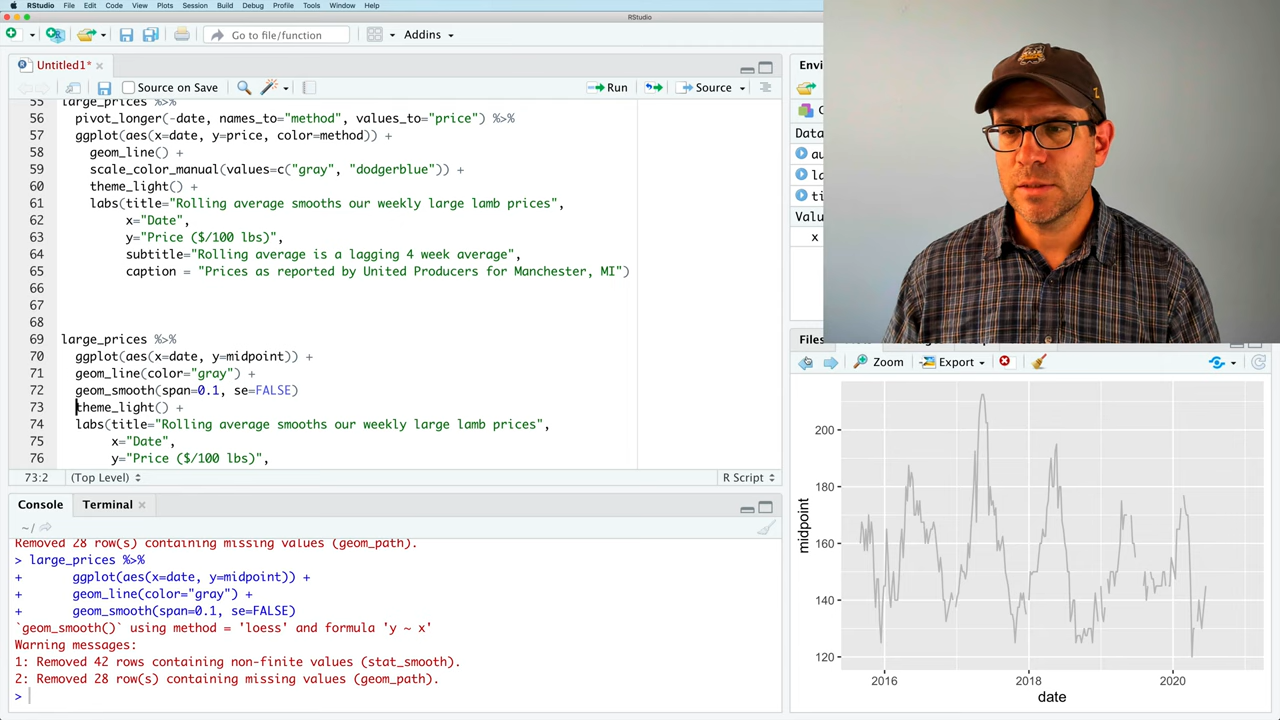 RStudio File Edit Code View Plots Session Build Debug Profile Tools Window Help
RStudio
Go to file/function
Addins
Untitled1*
Source on Save
Run
Source
55 large_prices %>%
56 pivot_longer(-date, names_to="method", values_to="price") %>%
57 ggplot(aes(x=date, y=price, color=method)) +
58 geom_line() +
59 scale_color_manual(values=c("gray", "dodgerblue")) +
60 theme_light() +
61 labs(title="Rolling average smooths our weekly large lamb prices",
62 x="Date",
63 y="Price ($/100 lbs)",
64 subtitle="Rolling average is a lagging 4 week average",
65 caption = "Prices as reported by United Producers for Manchester, MI")
66
67
68
69 large_prices %>%
70 ggplot(aes(x=date, y=midpoint)) +
71 geom_line(color="gray") +
72 geom_smooth(span=0.1, se=FALSE)
73 theme_light() +
74 labs(title="Rolling average smooths our weekly large lamb prices",
75 x="Date",
76 y="Price ($/100 lbs)",
73:2 (Top Level) R Script
Console Terminal
~/
Removed 28 row(s) containing missing values (geom_path).
> large_prices %>%
+ ggplot(aes(x=date, y=midpoint)) +
+ geom_line(color="gray") +
+ geom_smooth(span=0.1, se=FALSE)
`geom_smooth()` using method = 'loess' and formula 'y ~ x'
Warning messages:
1: Removed 42 rows containing non-finite values (stat_smooth).
2: Removed 28 row(s) containing missing values (geom_path).
>
Envi
Data
au
la
ti
Valu
x
Files
Zoom
Export
200
180
160
140
120
midpoint
2016
2018
2020
date